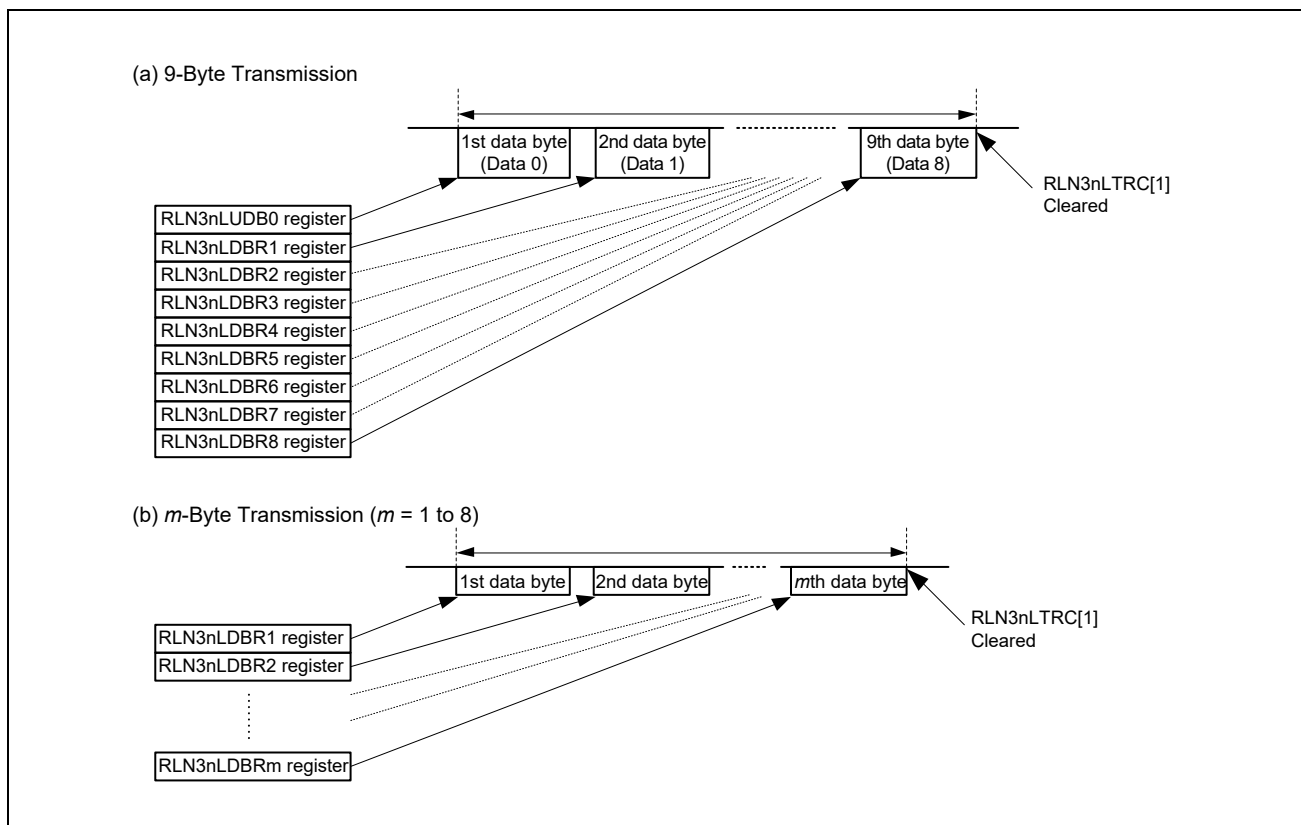 (a) 9-Byte Transmission
1st data byte
(Data 0)
2nd data byte
(Data 1)
9th data byte
(Data 8)
RLN3nLTRC[1]
Cleared
RLN3nLUDB0 register
RLN3nLDBR1 register
RLN3nLDBR2 register
RLN3nLDBR3 register
RLN3nLDBR4 register
RLN3nLDBR5 register
RLN3nLDBR6 register
RLN3nLDBR7 register
RLN3nLDBR8 register
(b) m-Byte Transmission (m = 1 to 8)
1st data byte
2nd data byte
mth data byte
RLN3nLTRC[1]
Cleared
RLN3nLDBR1 register
RLN3nLDBR2 register
RLN3nLDBRm register